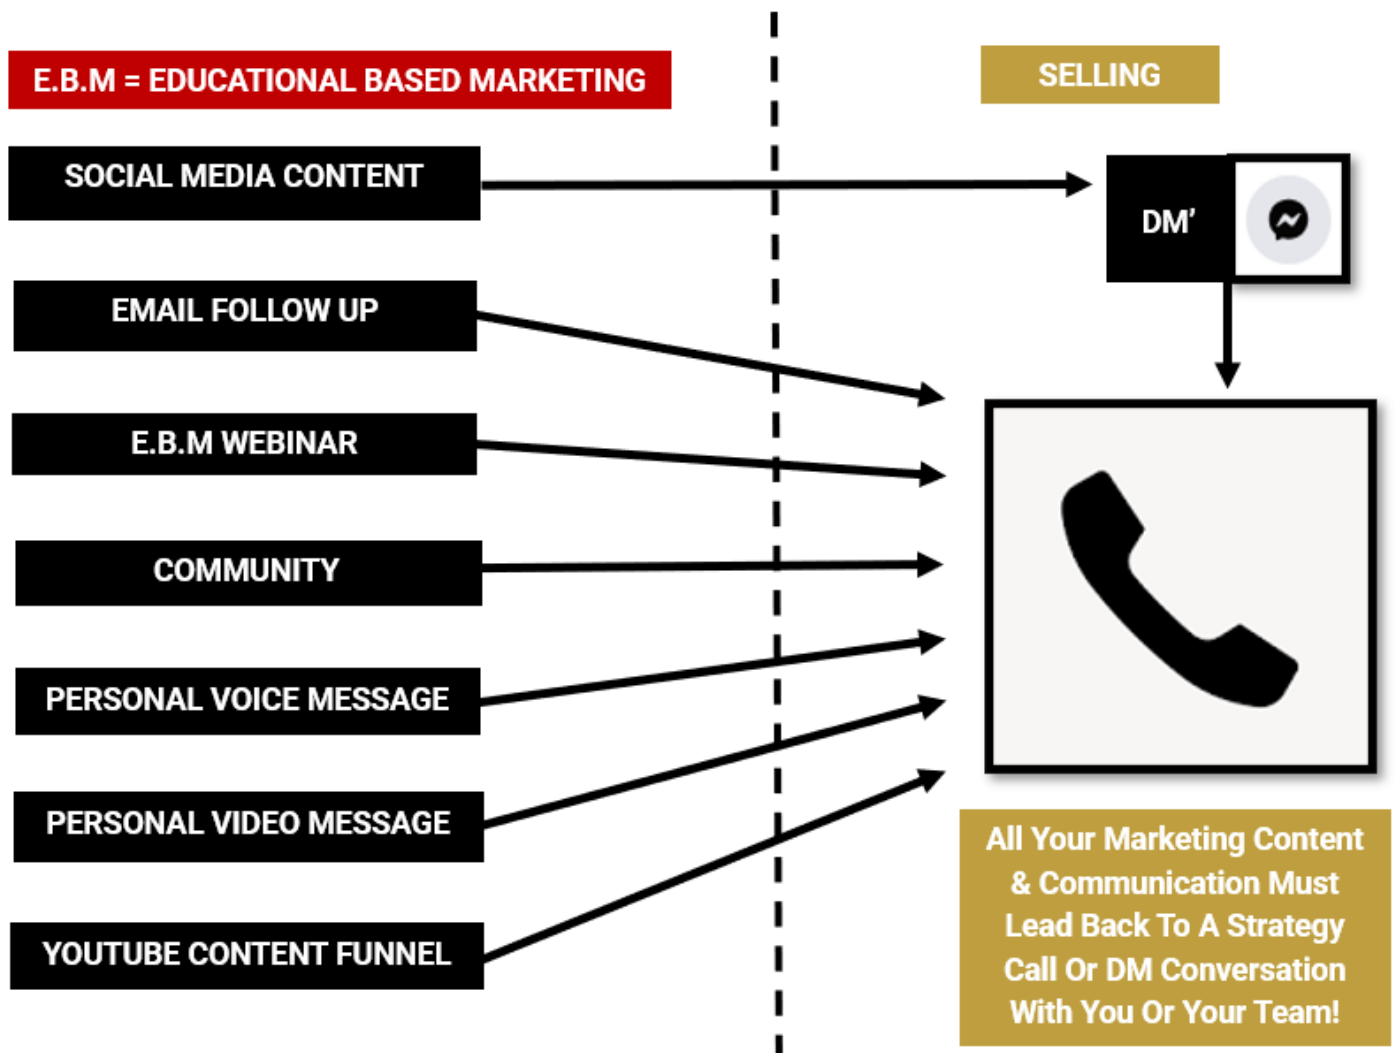 E.B.M = EDUCATIONAL BASED MARKETING
SOCIAL MEDIA CONTENT
EMAIL FOLLOW UP
E.B.M WEBINAR
COMMUNITY
PERSONAL VOICE MESSAGE
PERSONAL VIDEO MESSAGE
YOUTUBE CONTENT FUNNEL
SELLING
DM’
All Your Marketing Content
& Communication Must
Lead Back To A Strategy
Call Or DM Conversation
With You Or Your Team!